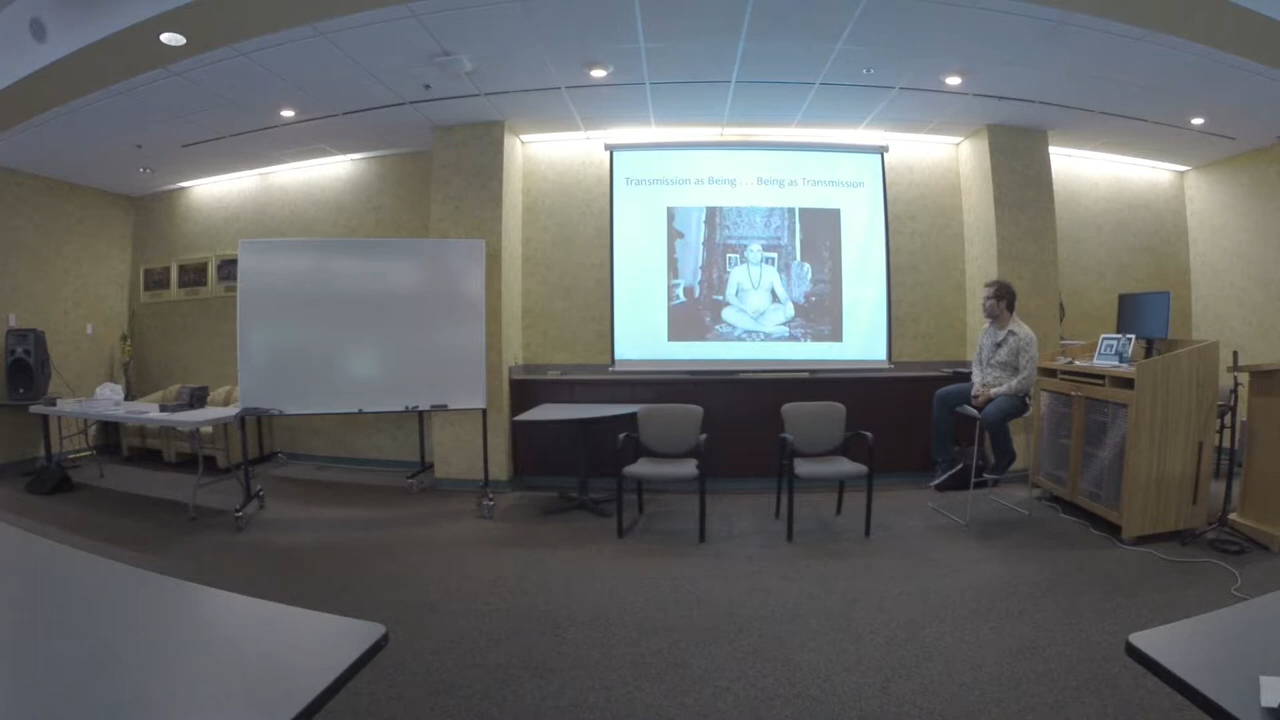 Transmission as Being . . . Being as Transmission